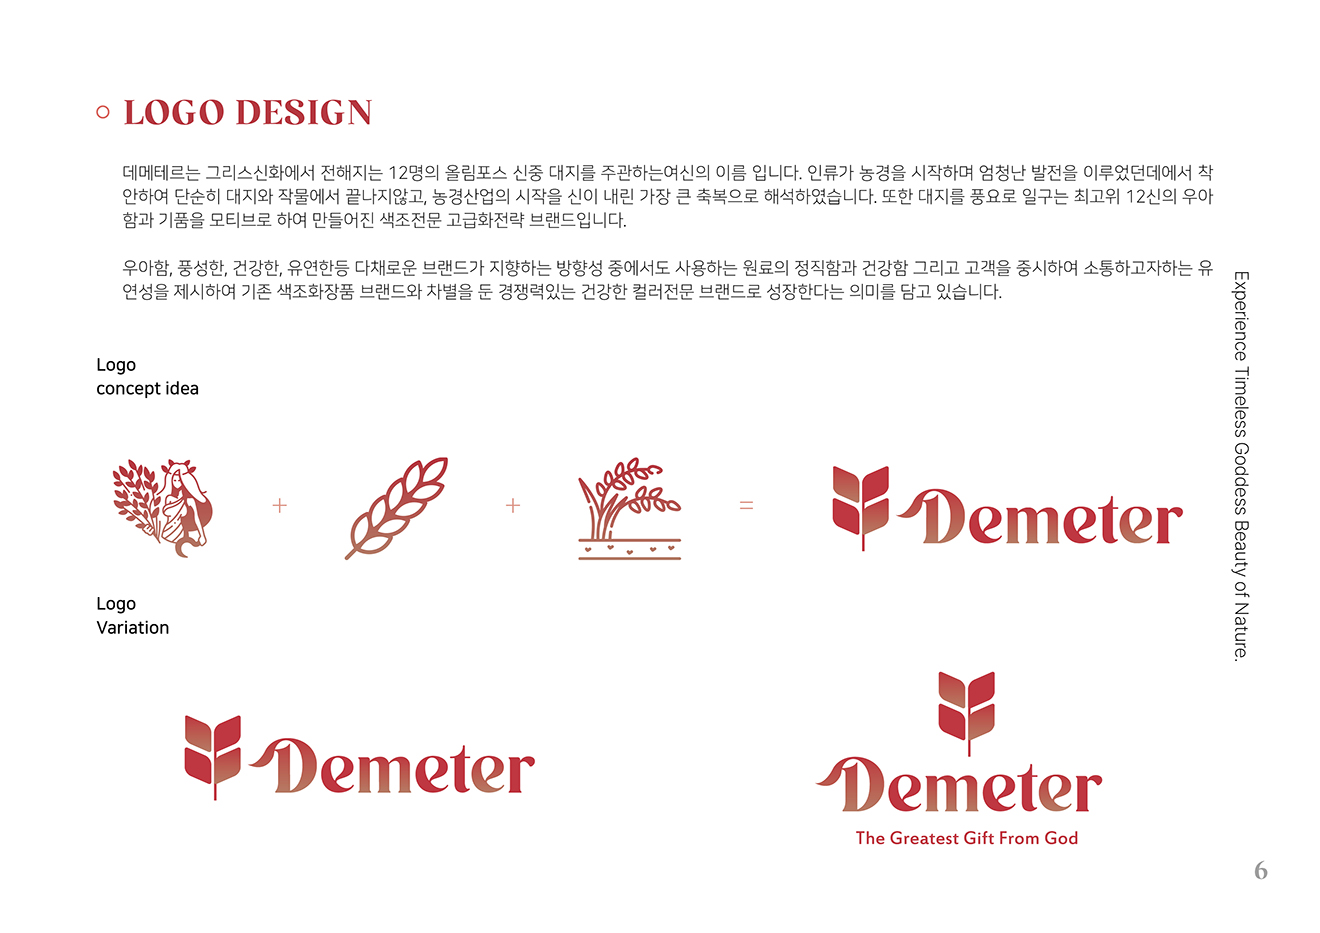 LOGO DESIGN
데메테르는 그리스신화에서 전해지는 12명의 올림포스 신중 대지를 주관하는여신의 이름 입니다. 인류가 농경을 시작하며 엄청난 발전을 이루었던데에서 착
안하여 단순히 대지와 작물에서 끝나지않고, 농경산업의 시작을 신이 내린 가장 큰 축복으로 해석하였습니다. 또한 대지를 풍요로 일구는 최고위 12신의 우아
함과 기품을 모티브로 하여 만들어진 색조전문 고급화전략 브랜드입니다.
우아함, 풍성한, 건강한, 유연한등 다채로운 브랜드가 지향하는 방향성 중에서도 사용하는 원료의 정직함과 건강함 그리고 고객을 중시하여 소통하고자하는 유
연성을 제시하여 기존 색조화장품 브랜드와 차별을 둔 경쟁력있는 건강한 컬러전문 브랜드로 성장한다는 의미를 담고 있습니다.
Experience Timeless Goddess Beauty of Nature.
Logo
concept idea
+ + =
Demeter
Logo
Variation
Demeter
Demeter
The Greatest Gift From God
6